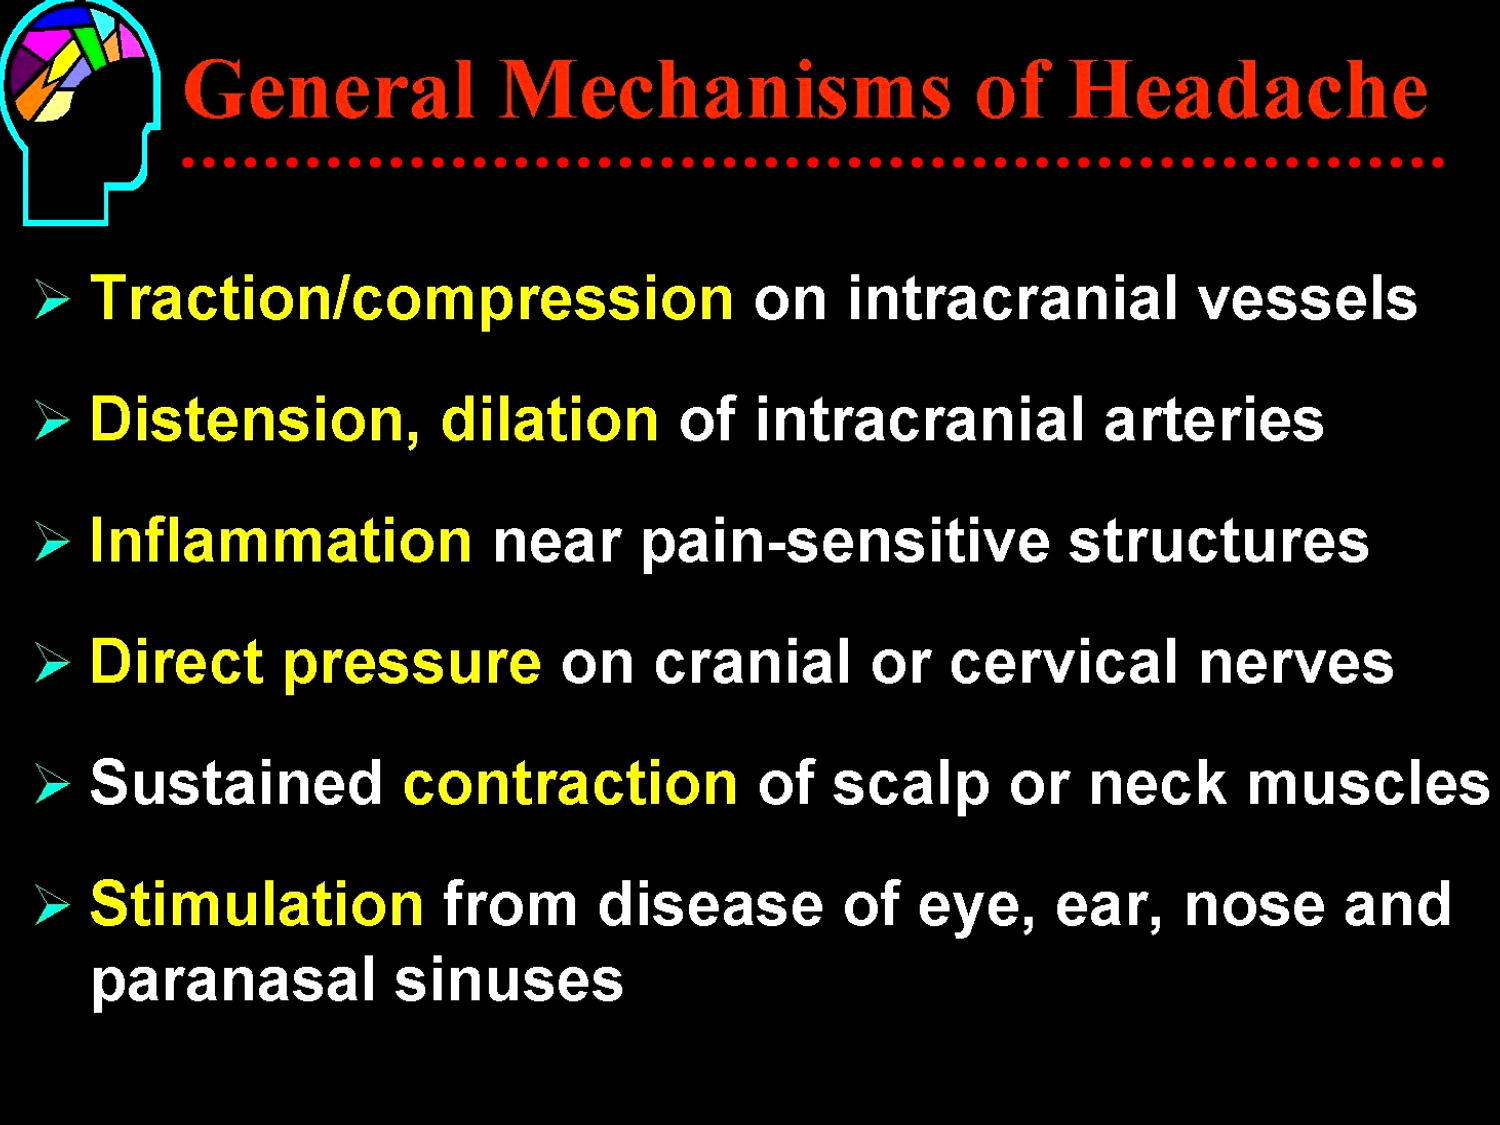 General Mechanisms of Headache
Traction/compression on intracranial vessels
Distension, dilation of intracranial arteries
Inflammation near pain-sensitive structures
Direct pressure on cranial or cervical nerves
Sustained contraction of scalp or neck muscles
Stimulation from disease of eye, ear, nose and
paranasal sinuses